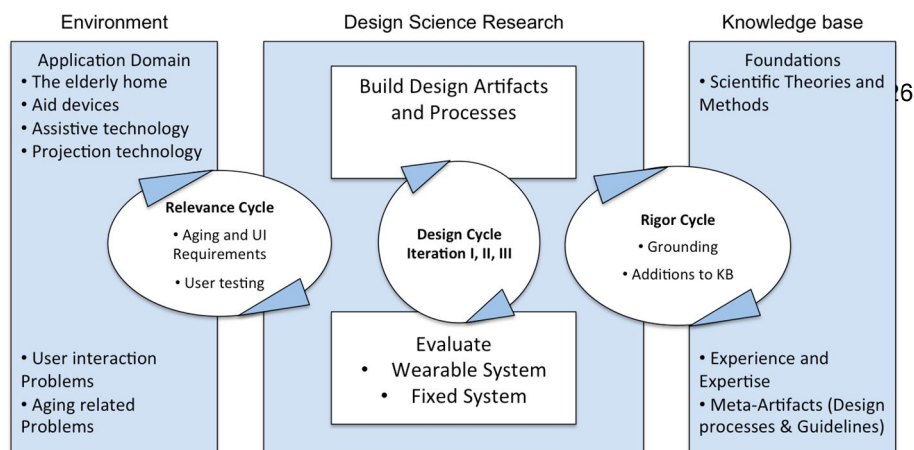 Environment
Design Science Research
Knowledge base
Application Domain
• The elderly home
• Aid devices
• Assistive technology
• Projection technology
Build Design Artifacts
and Processes
Foundations
• Scientific Theories and
Methods
26
Relevance Cycle
• Aging and UI
Requirements
• User testing
Design Cycle
Iteration I, II, III
Rigor Cycle
• Grounding
• Additions to KB
• User interaction
Problems
• Aging related
Problems
Evaluate
• Wearable System
• Fixed System
• Experience and
Expertise
• Meta-Artifacts (Design
processes & Guidelines)